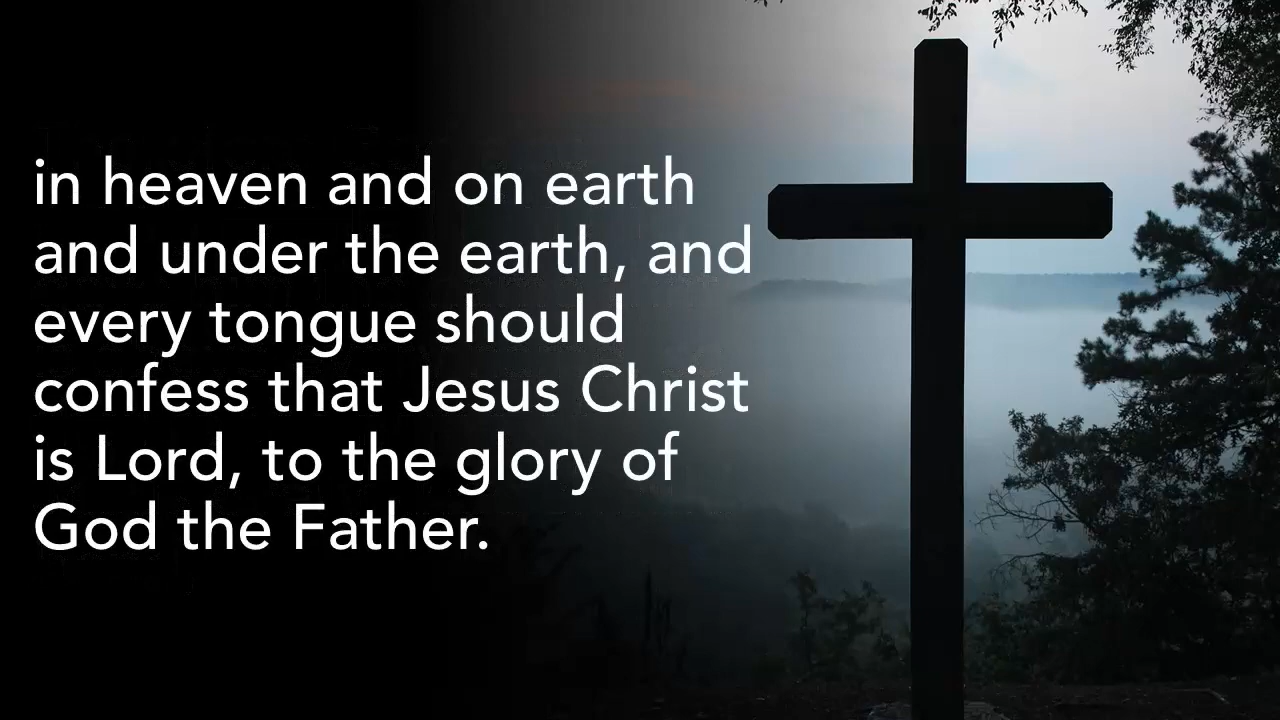 in heaven and on earth
and under the earth, and
every tongue should
confess that Jesus Christ
is Lord, to the glory of
God the Father.